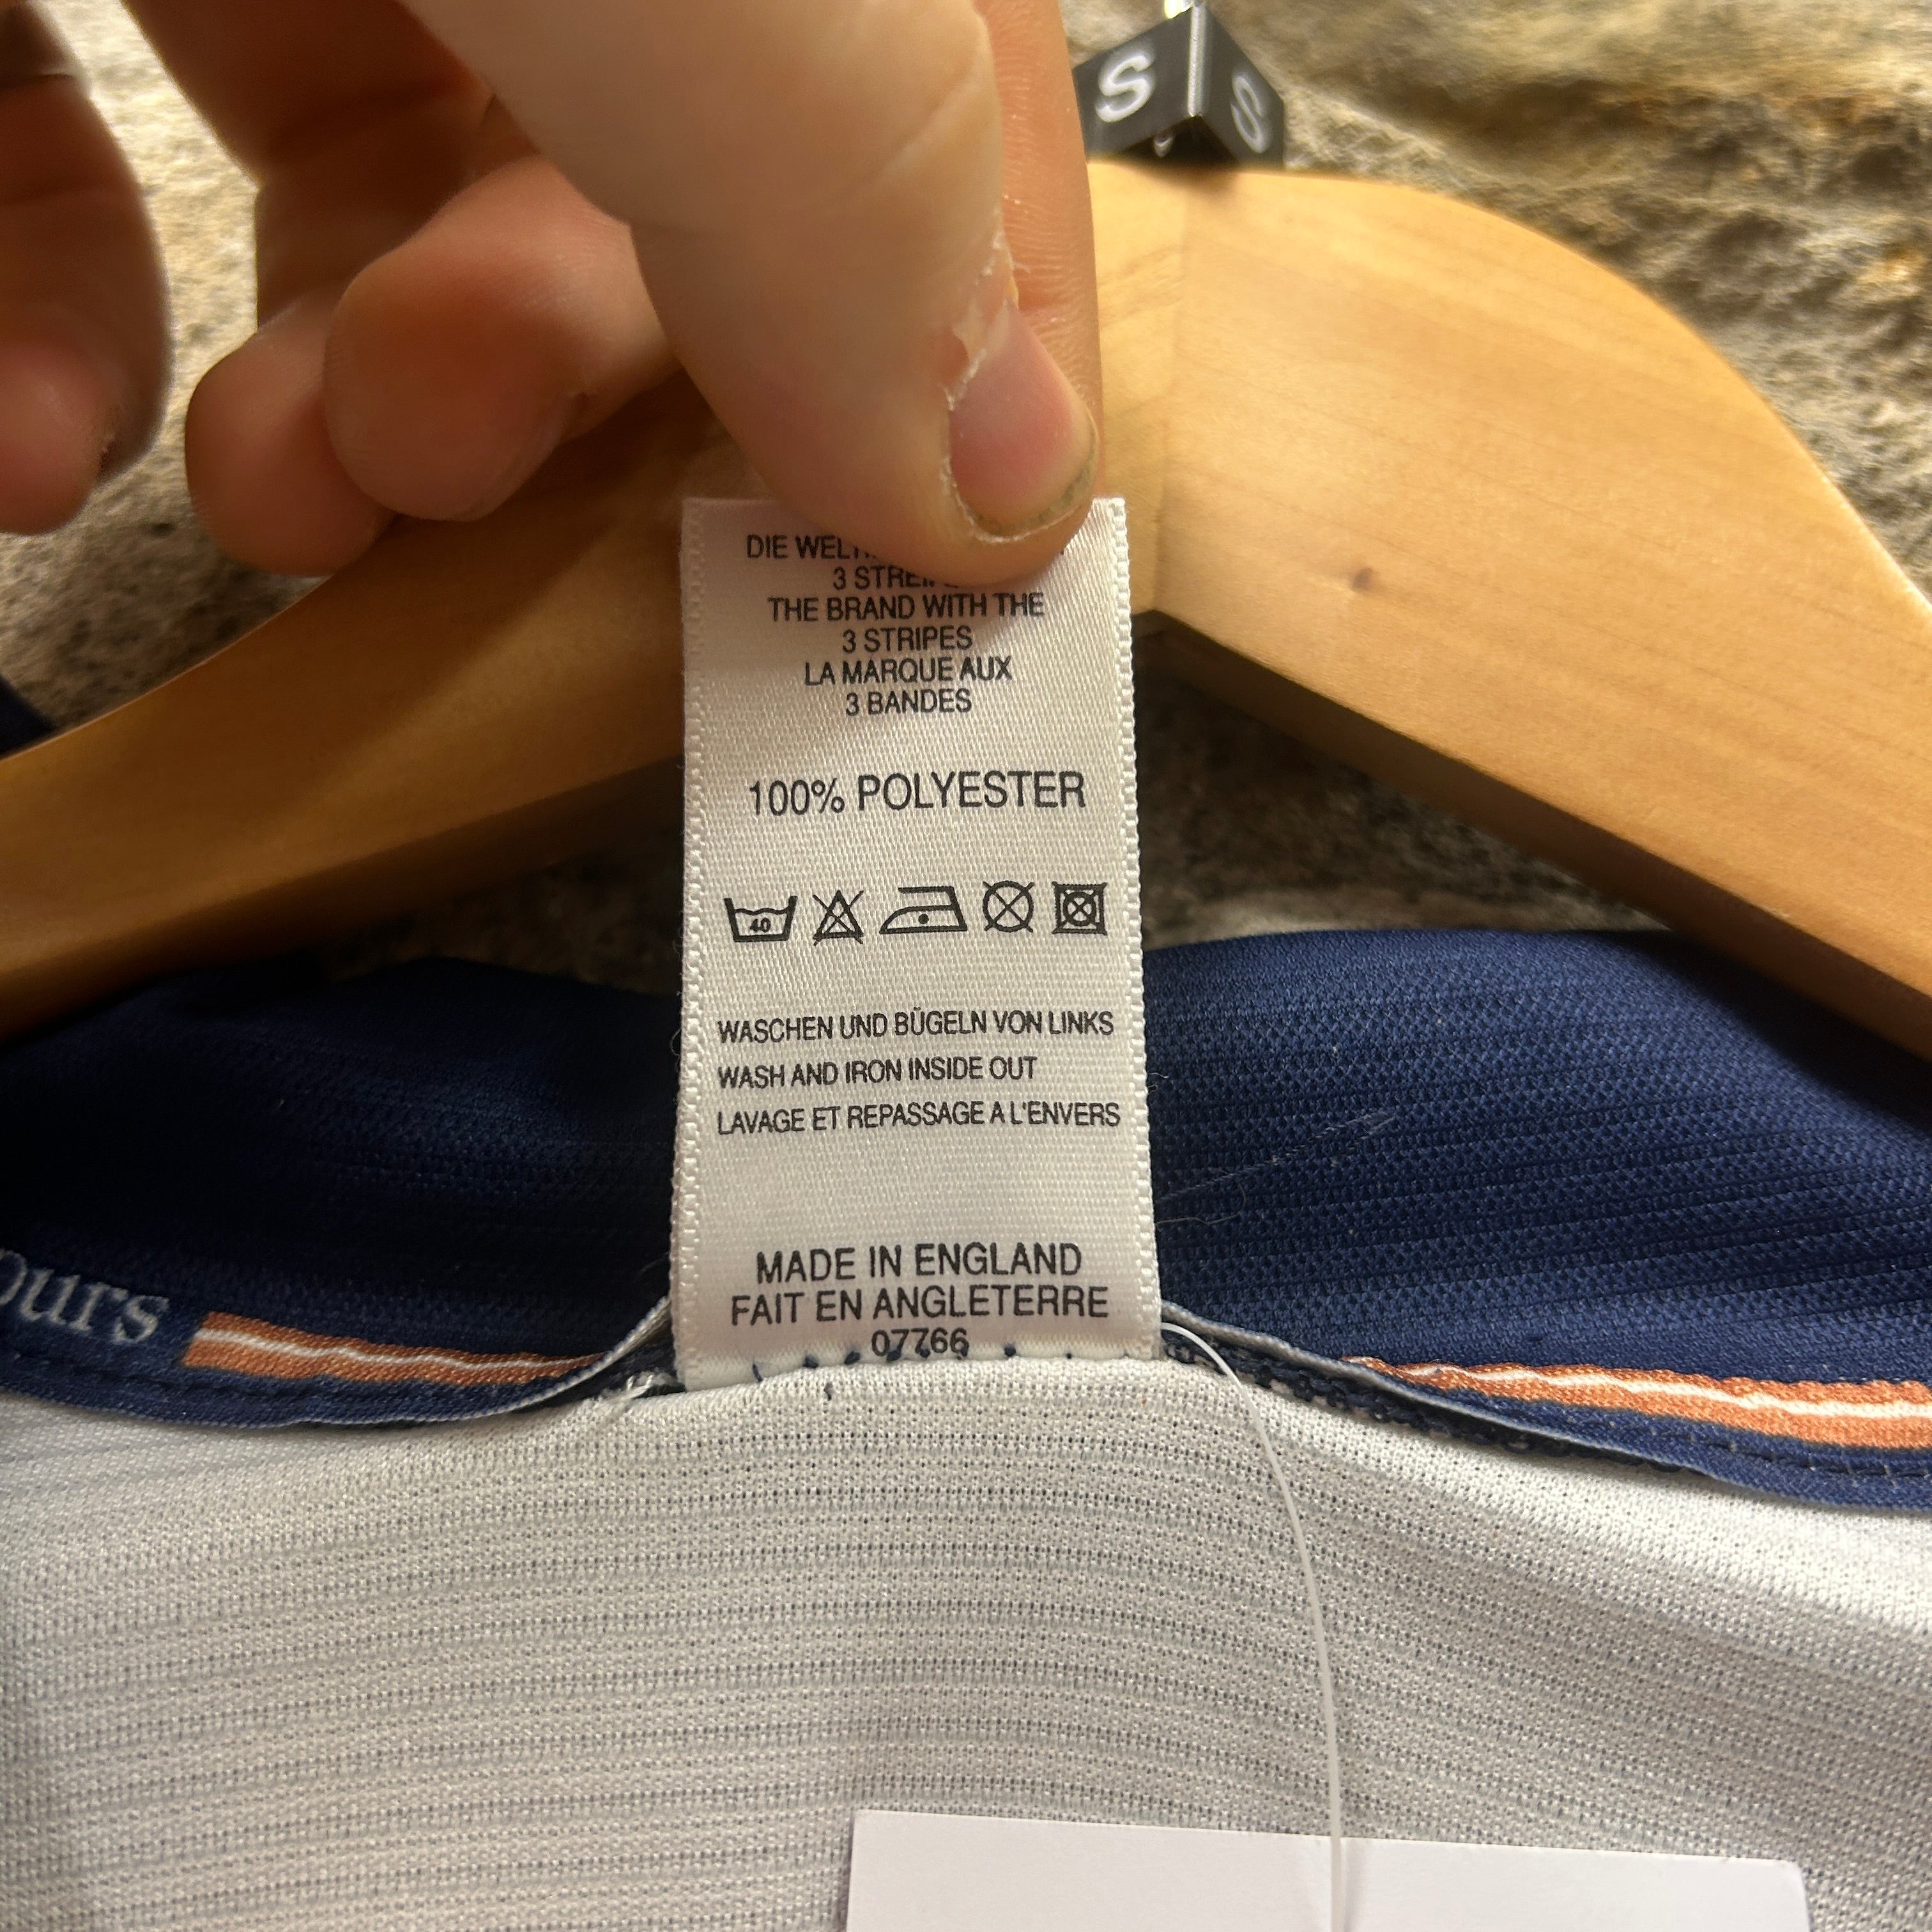 S S
DIE
3
THE BRAND WITH THE
3 STRIPES
LA MARQUE AUX
3 BANDES
100% POLYESTER
40
WASCHEN UND BÜGELN VON LINKS
WASH AND IRON INSIDE OUT
LAVAGE ET REPASSAGE A L'ENVERS
MADE IN ENGLAND
FAIT EN ANGLETERRE
07766